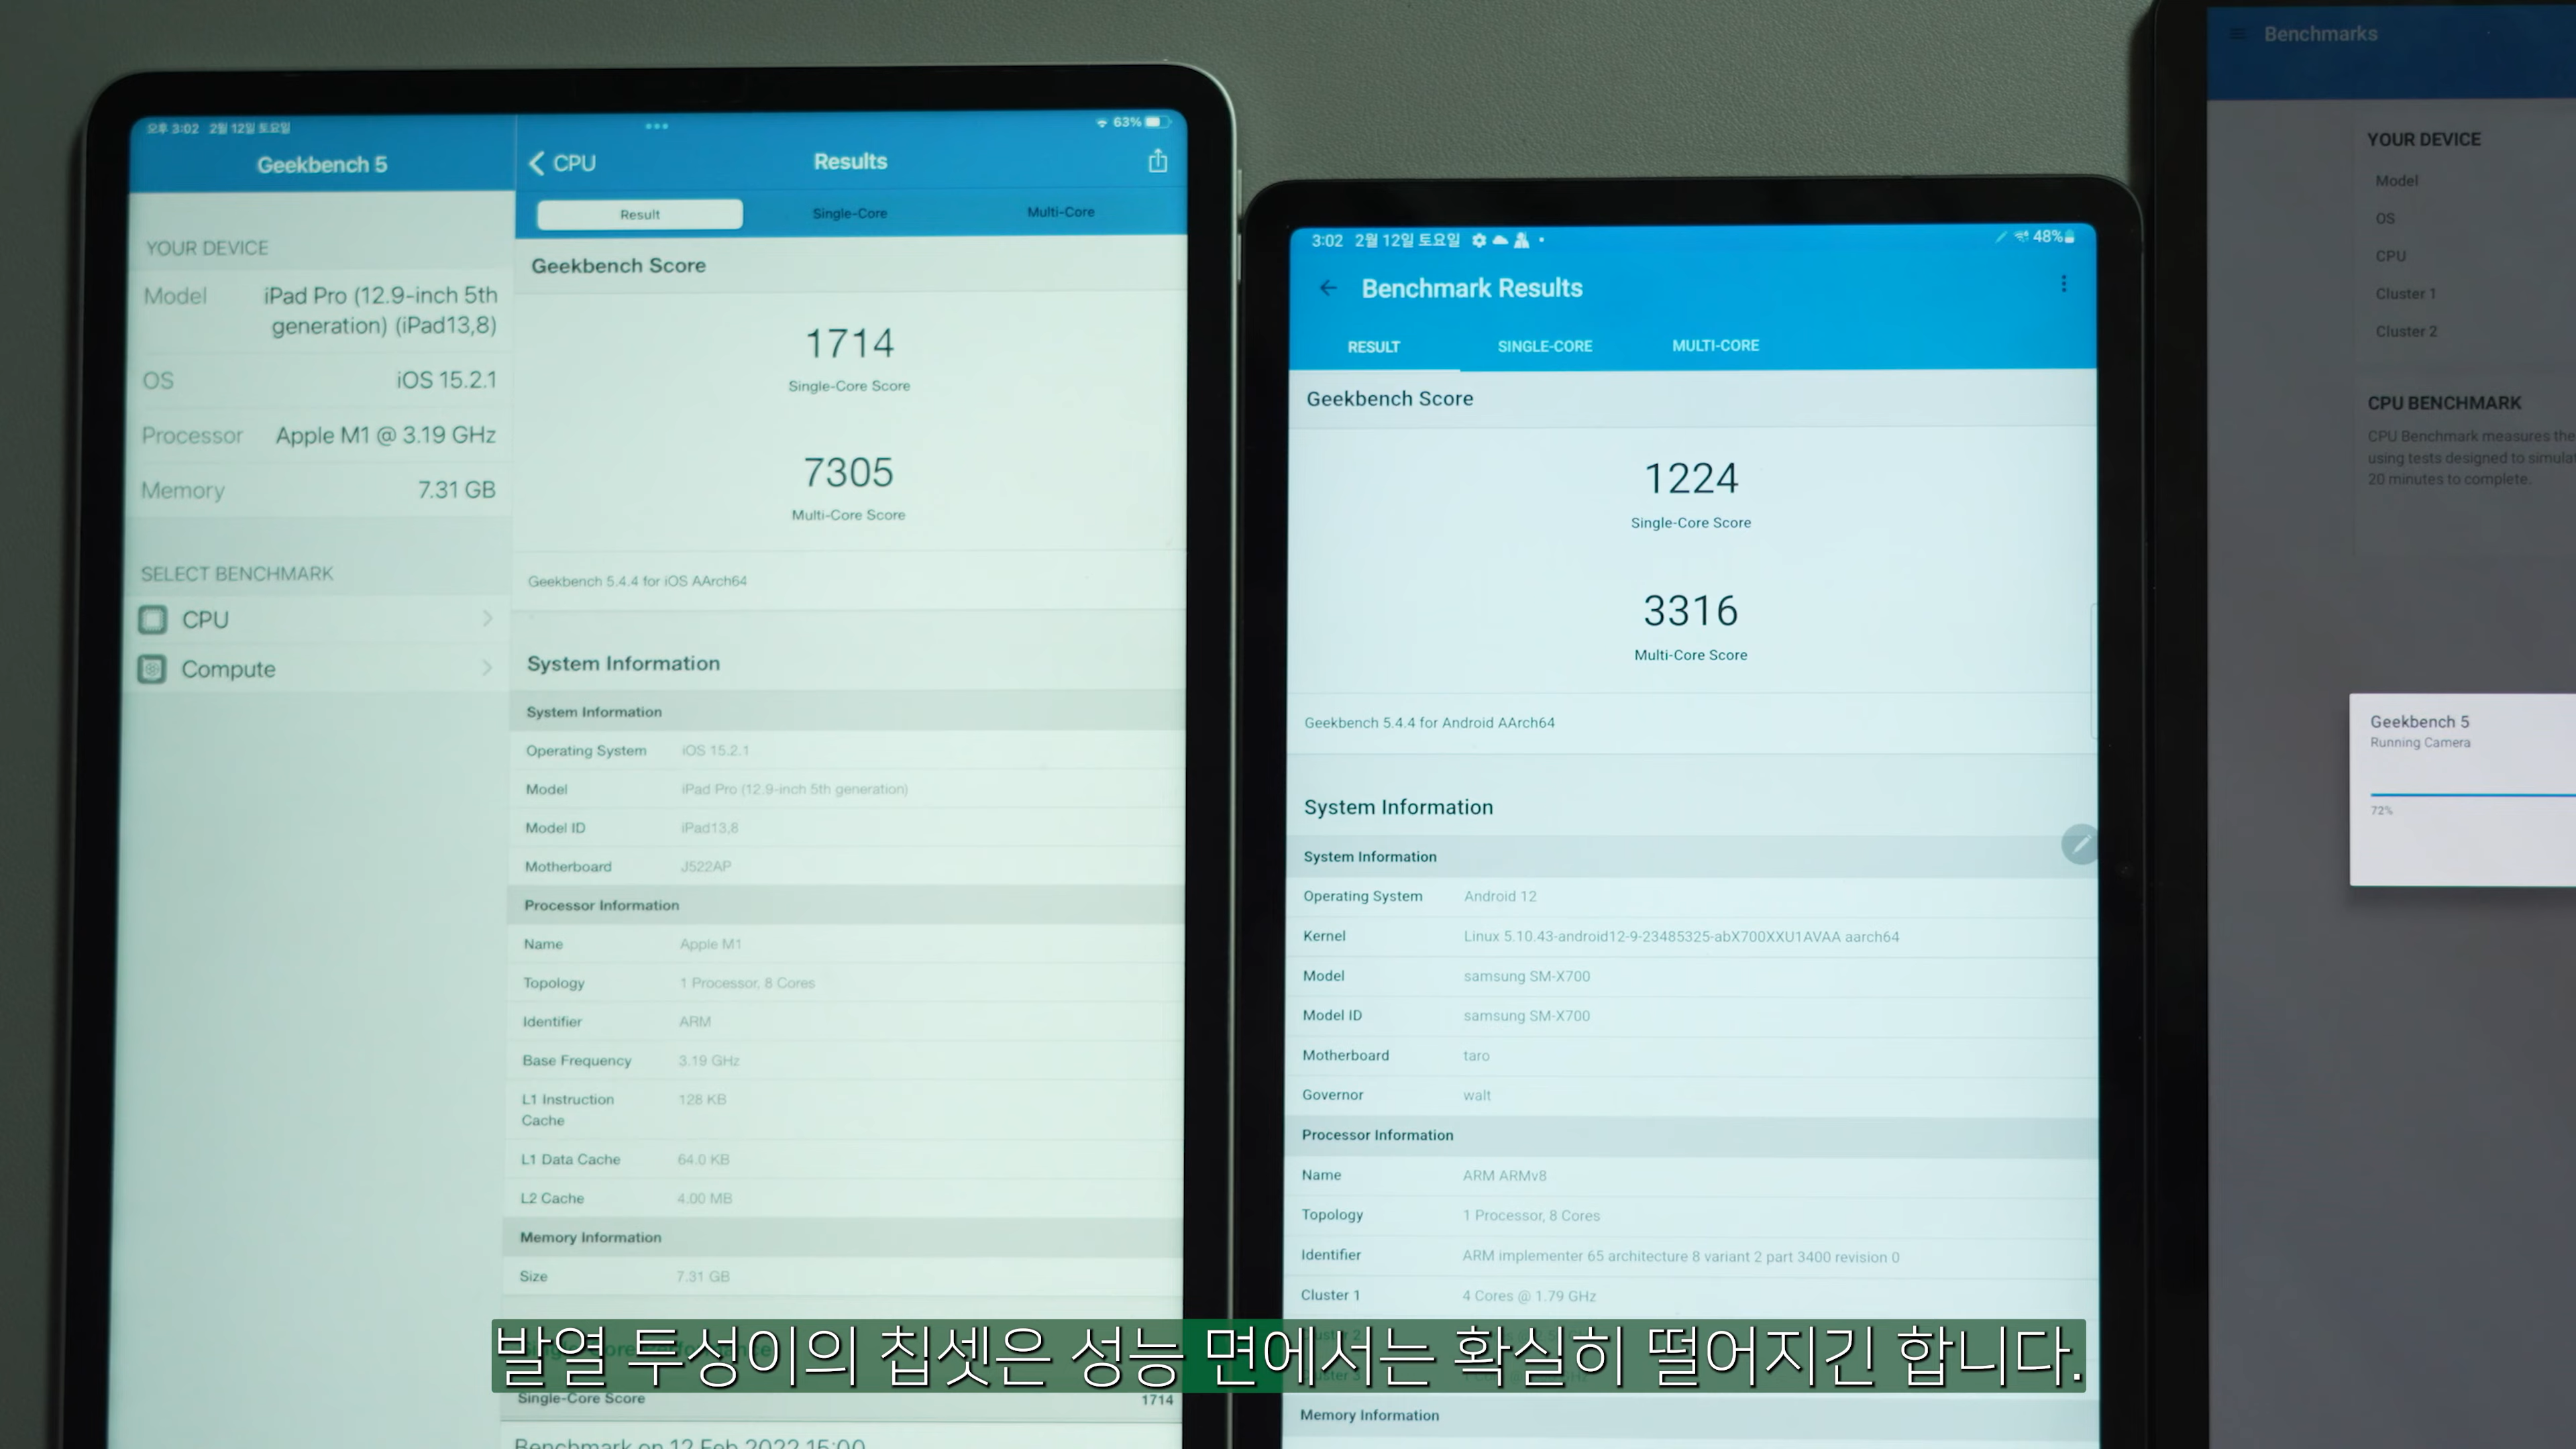 오후 3:02 2월 12일 토요일
63%
Geekbench 5
YOUR DEVICE
Model iPad Pro (12.9-inch 5th generation) (iPad13,8)
OS iOS 15.2.1
Processor Apple M1 @ 3.19 GHz
Memory 7.31 GB
SELECT BENCHMARK
CPU
Compute
CPU Results
Result Single-Core Multi-Core
Geekbench Score
1714
Single-Core Score
7305
Multi-Core Score
Geekbench 5.4.4 for iOS AArch64
System Information
System Information
Operating System iOS 15.2.1
Model iPad Pro (12.9-inch 5th generation)
Model ID iPad13,8
Motherboard J522AP
Processor Information
Name Apple M1
Topology 1 Processor, 8 Cores
Identifier ARM
Base Frequency 3.19 GHz
L1 Instruction Cache 128 KB
L1 Data Cache 64.0 KB
L2 Cache 4.00 MB
Memory Information
Size 7.31 GB
Single-Core Score 1714
Benchmark on 12 Feb 2022 15:00
3:02 2월 12일 토요일 48%
Benchmark Results
RESULT SINGLE-CORE MULTI-CORE
Geekbench Score
1224
Single-Core Score
3316
Multi-Core Score
Geekbench 5.4.4 for Android AArch64
System Information
System Information
Operating System Android 12
Kernel Linux 5.10.43-android12-9-23485325-abX700XXU1AVAA aarch64
Model samsung SM-X700
Model ID samsung SM-X700
Motherboard taro
Governor walt
Processor Information
Name ARM ARMv8
Topology 1 Processor, 8 Cores
Identifier ARM implementer 65 architecture 8 variant 2 part 3400 revision 0
Cluster 1 4 Cores @ 1.79 GHz
Memory Information
Benchmarks
YOUR DEVICE
Model
OS
CPU
Cluster 1
Cluster 2
CPU BENCHMARK
CPU Benchmark measures the
using tests designed to simulat
20 minutes to complete.
Geekbench 5
Running Camera
72%
발열 투성이의 칩셋은 성능 면에서는 확실히 떨어지긴 합니다.